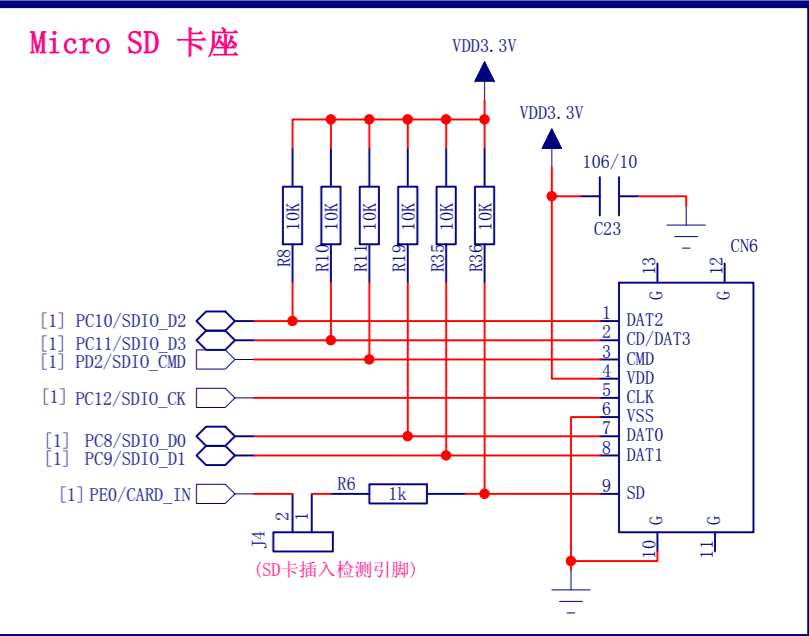 Micro SD 卡座
VDD3.3V
VDD3.3V
106/10
C23
CN6
10K
10K
10K
10K
10K
10K
R8
R10
R11
R19
R35
R36
13
12
G
G
[1] PC10/SDIO_D2
1
DAT2
[1] PC11/SDIO_D3
2
CD/DAT3
[1] PD2/SDIO_CMD
3
CMD
4
VDD
[1] PC12/SDIO_CK
5
CLK
6
VSS
[1] PC8/SDIO_D0
7
DAT0
[1] PC9/SDIO_D1
8
DAT1
[1] PE0/CARD_IN
R6
1k
9
SD
2
1
J4
G
G
10
11
(SD卡插入检测引脚)